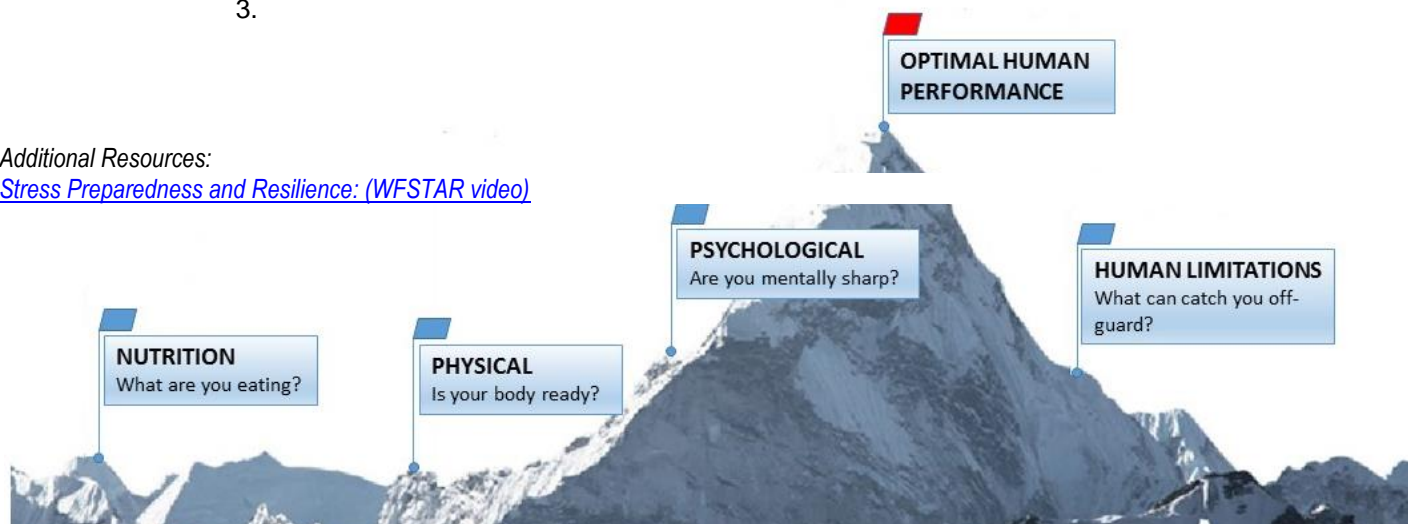 3.
OPTIMAL HUMAN
PERFORMANCE
Additional Resources:
Stress Preparedness and Resilience: (WFSTAR video)
PSYCHOLOGICAL
Are you mentally sharp?
HUMAN LIMITATIONS
What can catch you off-
guard?
NUTRITION
What are you eating?
PHYSICAL
Is your body ready?